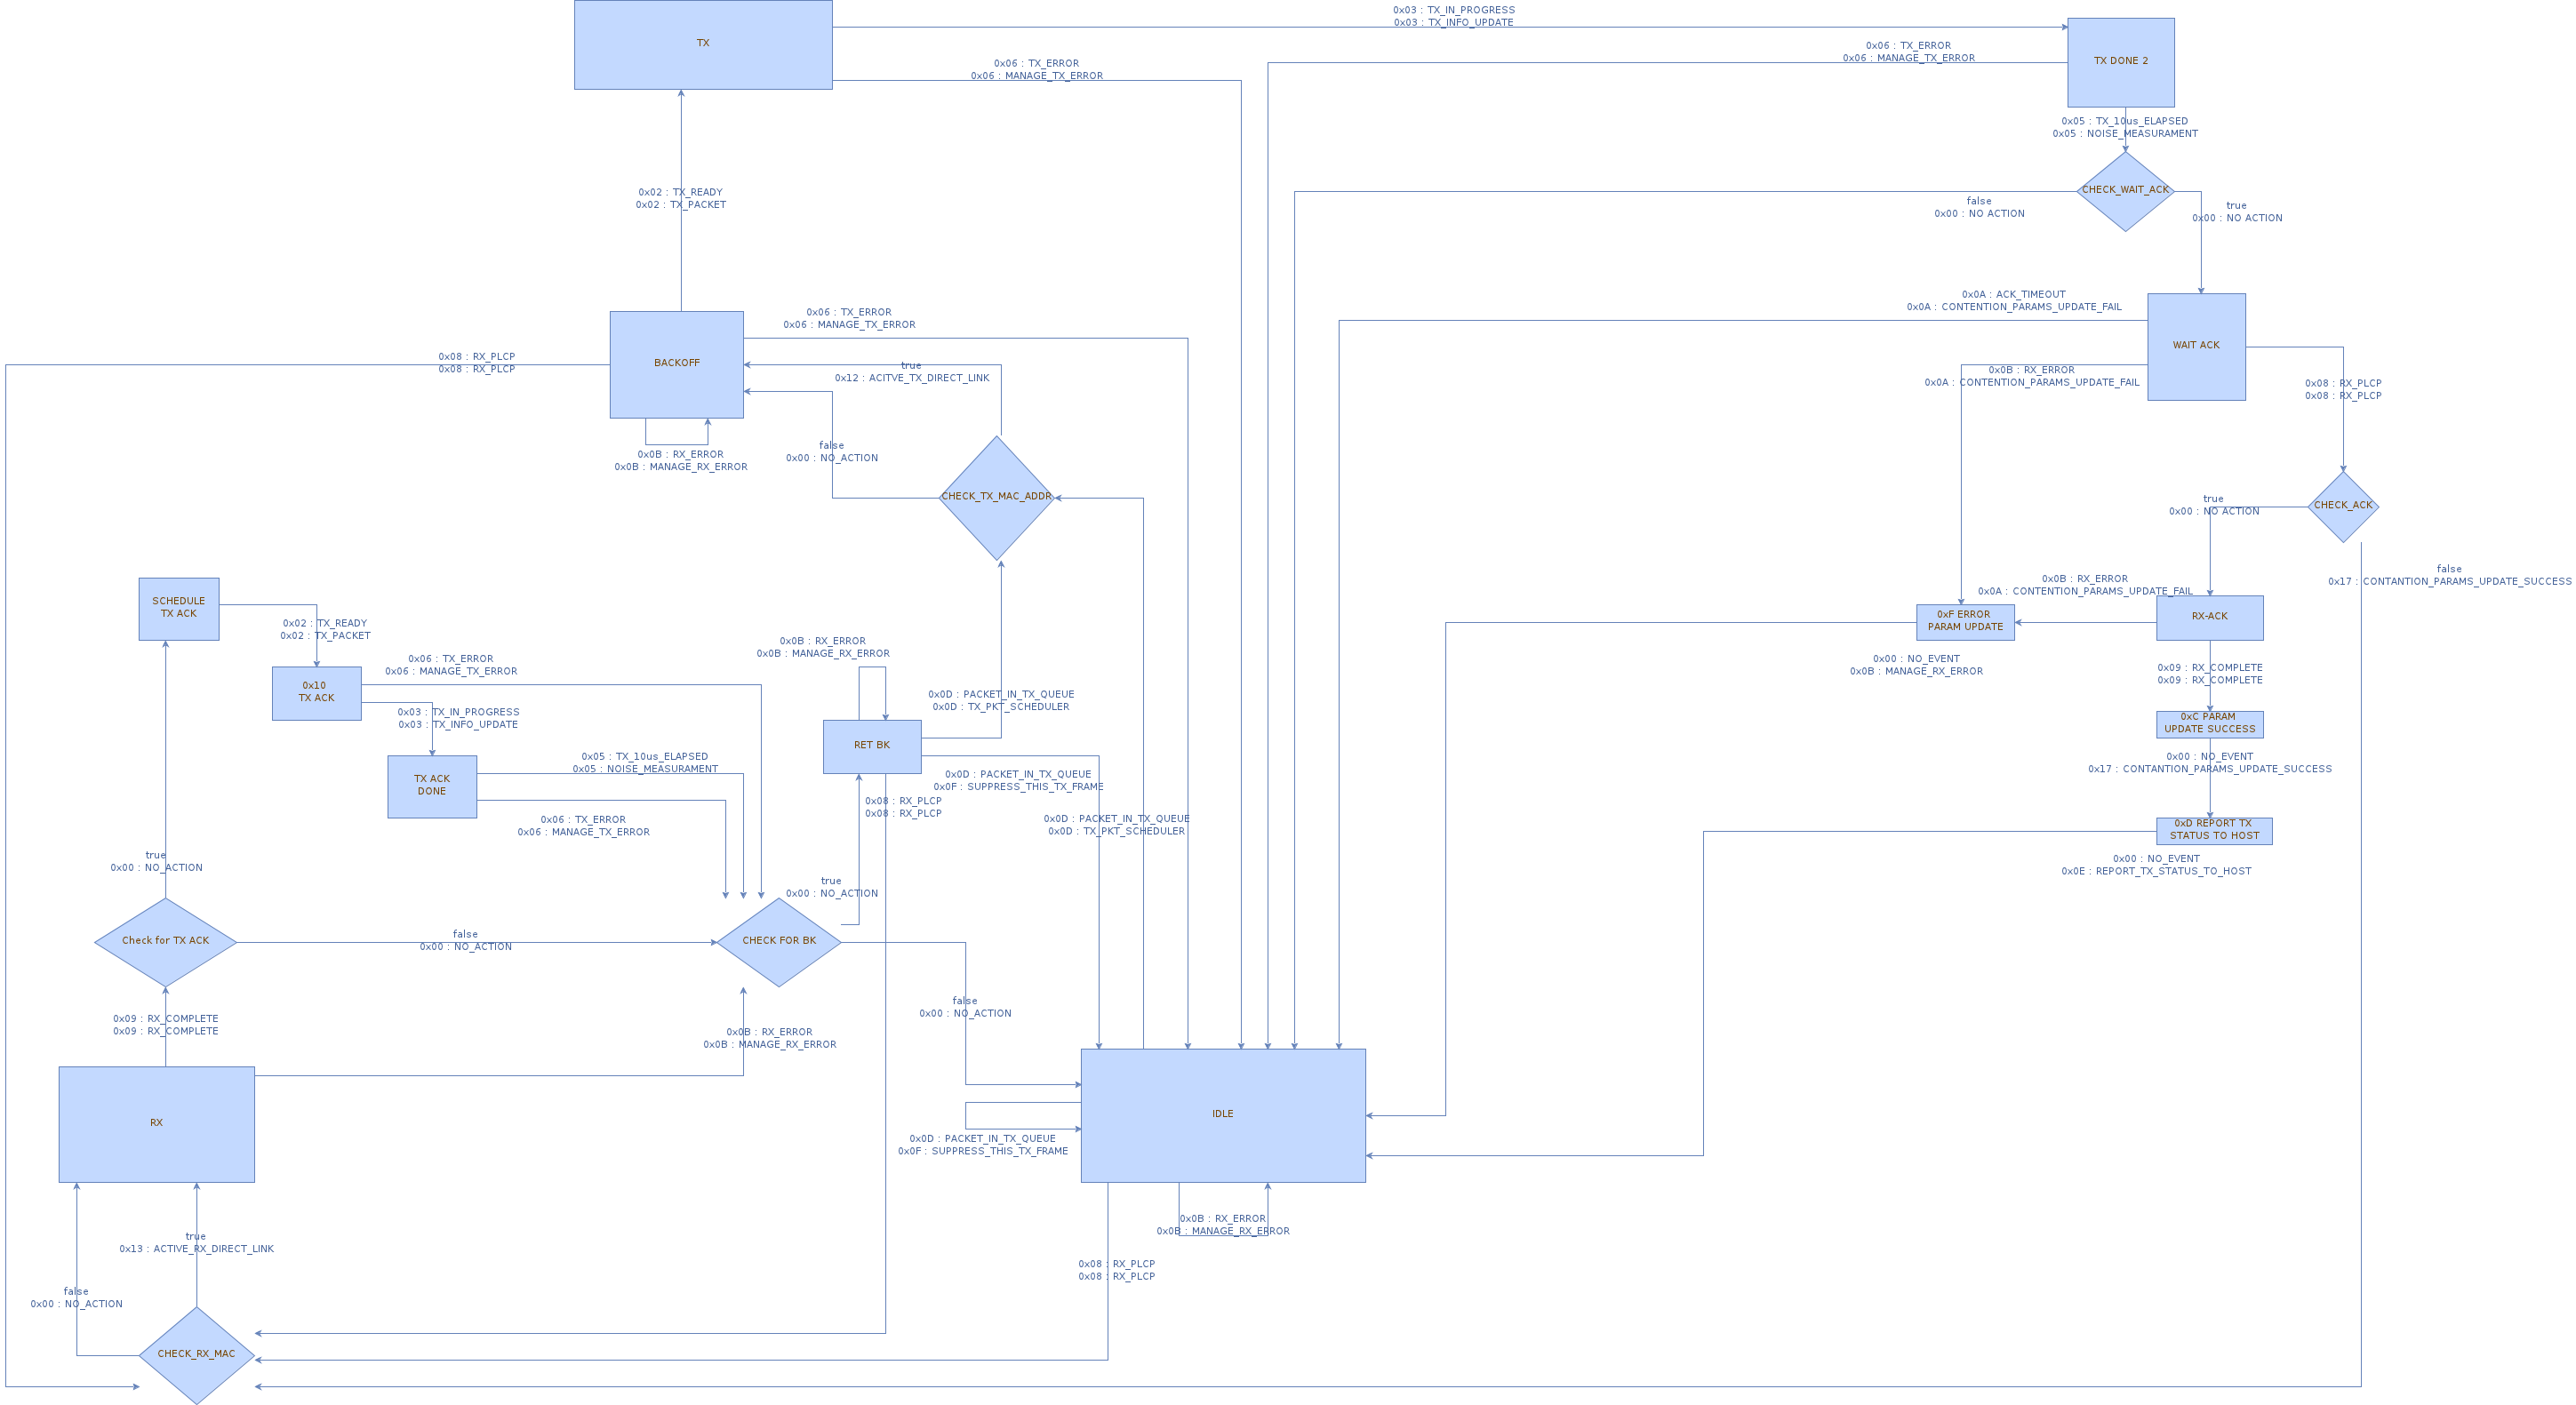 0x03 : TX_IN_PROGRESS
0x03 : TX_INFO_UPDATE
TX
0x06 : TX_ERROR
0x06 : MANAGE_TX_ERROR
0x06 : TX_ERROR
0x06 : MANAGE_TX_ERROR
TX DONE 2
0x05 : TX_10us_ELAPSED
0x05 : NOISE_MEASURAMENT
0x02 : TX_READY
0x02 : TX_PACKET
CHECK_WAIT_ACK
false
0x00 : NO ACTION
true
0x00 : NO ACTION
0x06 : TX_ERROR
0x06 : MANAGE_TX_ERROR
0x0A : ACK_TIMEOUT
0x0A : CONTENTION_PARAMS_UPDATE_FAIL
WAIT ACK
0x08 : RX_PLCP
0x08 : RX_PLCP
BACKOFF
true
0x12 : ACITVE_TX_DIRECT_LINK
0x0B : RX_ERROR
0x0A : CONTENTION_PARAMS_UPDATE_FAIL
0x08 : RX_PLCP
0x08 : RX_PLCP
0x0B : RX_ERROR
0x0B : MANAGE_RX_ERROR
false
0x00 : NO_ACTION
CHECK_TX_MAC_ADDR
true
0x00 : NO ACTION
CHECK_ACK
false
0x17 : CONTANTION_PARAMS_UPDATE_SUCCESS
SCHEDULE
TX ACK
0x02 : TX_READY
0x02 : TX_PACKET
0x0B : RX_ERROR
0x0A : CONTENTION_PARAMS_UPDATE_FAIL
0xF ERROR
PARAM UPDATE
RX-ACK
0x0B : RX_ERROR
0x0B : MANAGE_RX_ERROR
0x00 : NO_EVENT
0x0B : MANAGE_RX_ERROR
0x09 : RX_COMPLETE
0x09 : RX_COMPLETE
0x06 : TX_ERROR
0x06 : MANAGE_TX_ERROR
0x10
TX ACK
0x03 : TX_IN_PROGRESS
0x03 : TX_INFO_UPDATE
0x0D : PACKET_IN_TX_QUEUE
0x0D : TX_PKT_SCHEDULER
0xC PARAM
UPDATE SUCCESS
RET BK
0x05 : TX_10us_ELAPSED
0x05 : NOISE_MEASURAMENT
TX ACK
DONE
0x0D : PACKET_IN_TX_QUEUE
0x0F : SUPPRESS_THIS_TX_FRAME
0x00 : NO_EVENT
0x17 : CONTANTION_PARAMS_UPDATE_SUCCESS
0x08 : RX_PLCP
0x08 : RX_PLCP
0x06 : TX_ERROR
0x06 : MANAGE_TX_ERROR
0x0D : PACKET_IN_TX_QUEUE
0x0D : TX_PKT_SCHEDULER
0xD REPORT TX
STATUS TO HOST
true
0x00 : NO_ACTION
0x00 : NO_EVENT
0x0E : REPORT_TX_STATUS_TO_HOST
true
0x00 : NO_ACTION
Check for TX ACK
false
0x00 : NO_ACTION
CHECK FOR BK
false
0x00 : NO_ACTION
0x09 : RX_COMPLETE
0x09 : RX_COMPLETE
0x0B : RX_ERROR
0x0B : MANAGE_RX_ERROR
RX
IDLE
0x0D : PACKET_IN_TX_QUEUE
0x0F : SUPPRESS_THIS_TX_FRAME
0x0B : RX_ERROR
0x0B : MANAGE_RX_ERROR
true
0x13 : ACTIVE_RX_DIRECT_LINK
0x08 : RX_PLCP
0x08 : RX_PLCP
false
0x00 : NO_ACTION
CHECK_RX_MAC